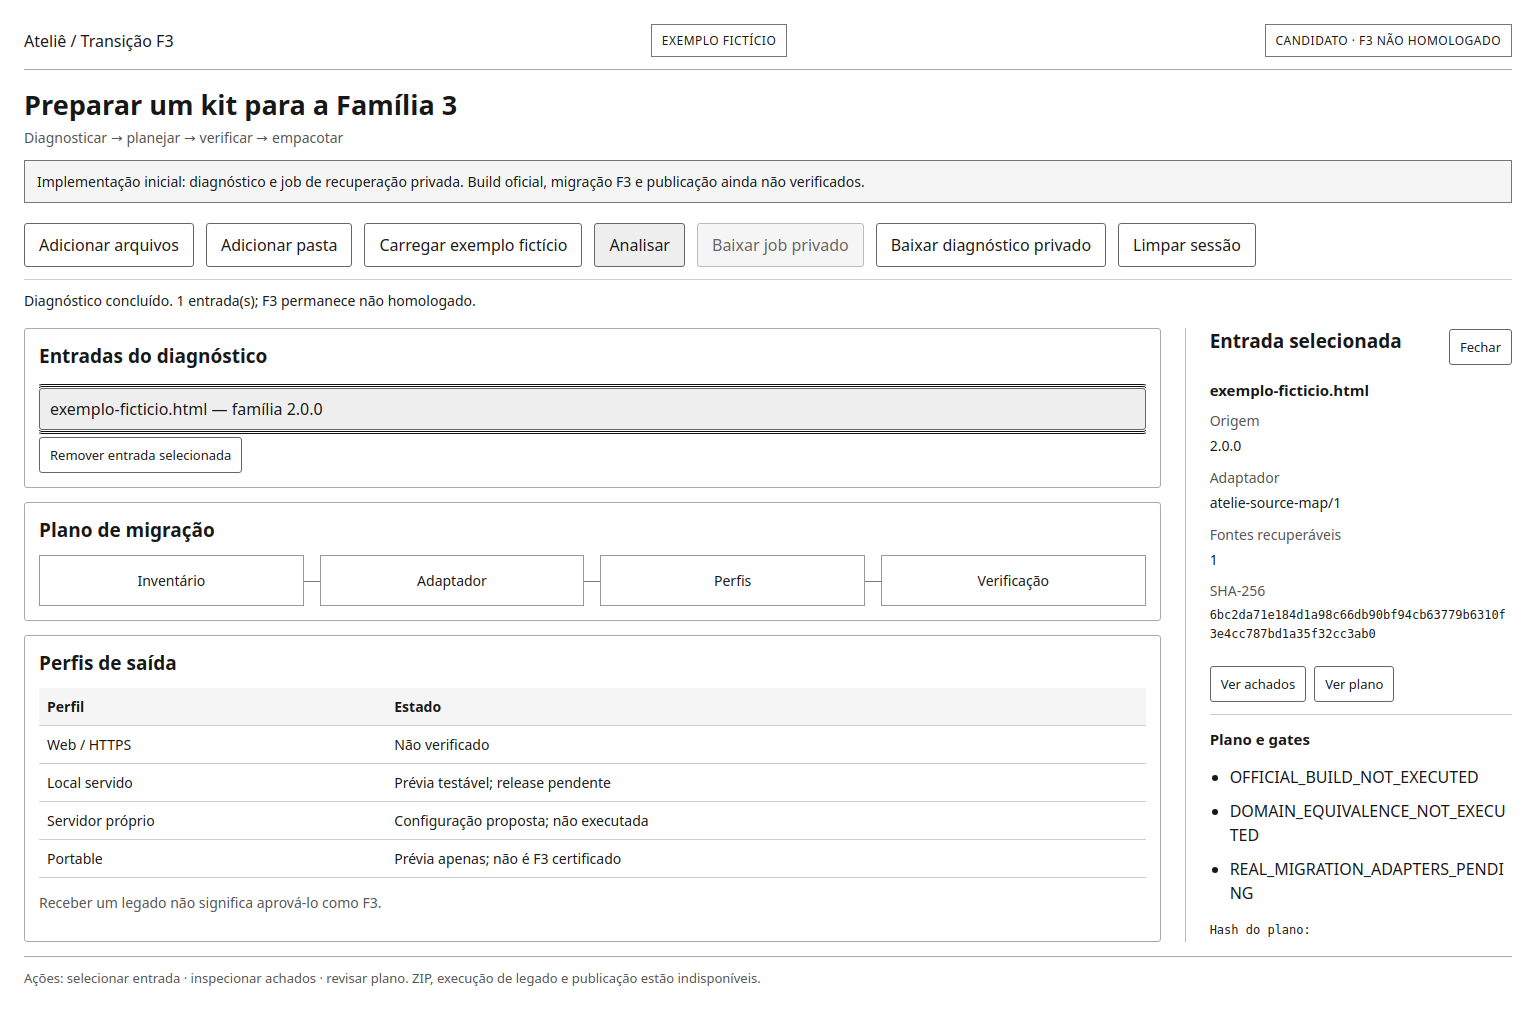 Ateliê / Transição F3
EXEMPLO FICTÍCIO
CANDIDATO · F3 NÃO HOMOLOGADO
Preparar um kit para a Família 3
Diagnosticar → planejar → verificar → empacotar
Implementação inicial: diagnóstico e job de recuperação privada. Build oficial, migração F3 e publicação ainda não verificados.
Adicionar arquivos
Adicionar pasta
Carregar exemplo fictício
Analisar
Baixar job privado
Baixar diagnóstico privado
Limpar sessão
Diagnóstico concluído. 1 entrada(s); F3 permanece não homologado.
Entradas do diagnóstico
exemplo-ficticio.html — família 2.0.0
Remover entrada selecionada
Plano de migração
Inventário
Adaptador
Perfis
Verificação
Perfis de saída
Perfil Estado
Web / HTTPS Não verificado
Local servido Prévia testável; release pendente
Servidor próprio Configuração proposta; não executada
Portable Prévia apenas; não é F3 certificado
Receber um legado não significa aprová-lo como F3.
Entrada selecionada
Fechar
exemplo-ficticio.html
Origem
2.0.0
Adaptador
atelie-source-map/1
Fontes recuperáveis
1
SHA-256
6bc2da71e184d1a98c66db90bf94cb63779b6310f
3e4cc787bd1a35f32cc3ab0
Ver achados
Ver plano
Plano e gates
OFFICIAL_BUILD_NOT_EXECUTED
DOMAIN_EQUIVALENCE_NOT_EXECU
TED
REAL_MIGRATION_ADAPTERS_PENDI
NG
Hash do plano:
Ações: selecionar entrada · inspecionar achados · revisar plano. ZIP, execução de legado e publicação estão indisponíveis.